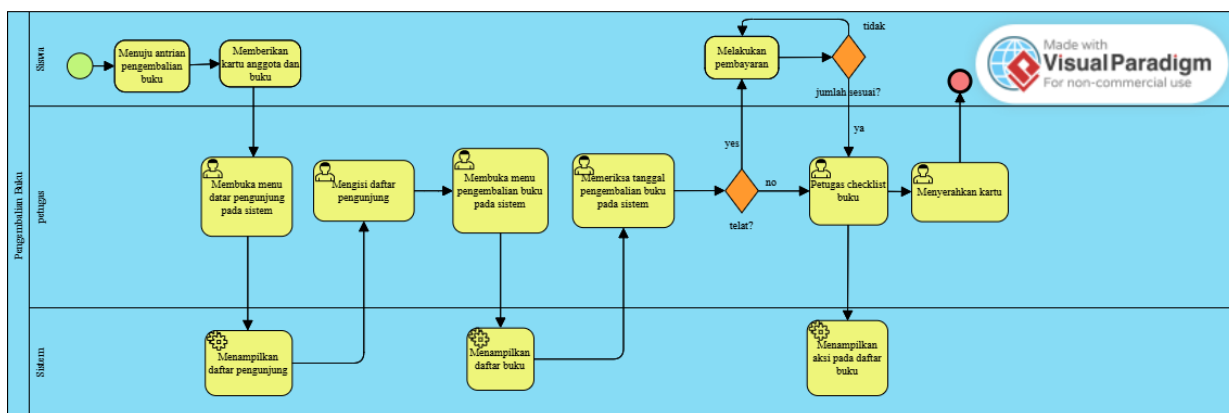 Pengembalian Buku
Siswa
Menuju antrian
pengembalian
buku
Memberikan
kartu anggota dan
buku
Melakukan
pembayaran
tidak
jumlah sesuai?
Made with
Visual Paradigm
For non-commercial use
petugas
Membuka menu
datar pengunjung
pada sistem
Mengisi daftar
pengunjung
Membuka menu
pengembalian buku
pada sistem
Memeriksa tanggal
pengembalian buku
pada sistem
yes
no
telat?
ya
Petugas checklist
buku
Menyerahkan kartu
Sistem
Menampilkan
daftar pengunjung
Menampilkan
daftar buku
Menampilkan
aksi pada daftar
buku